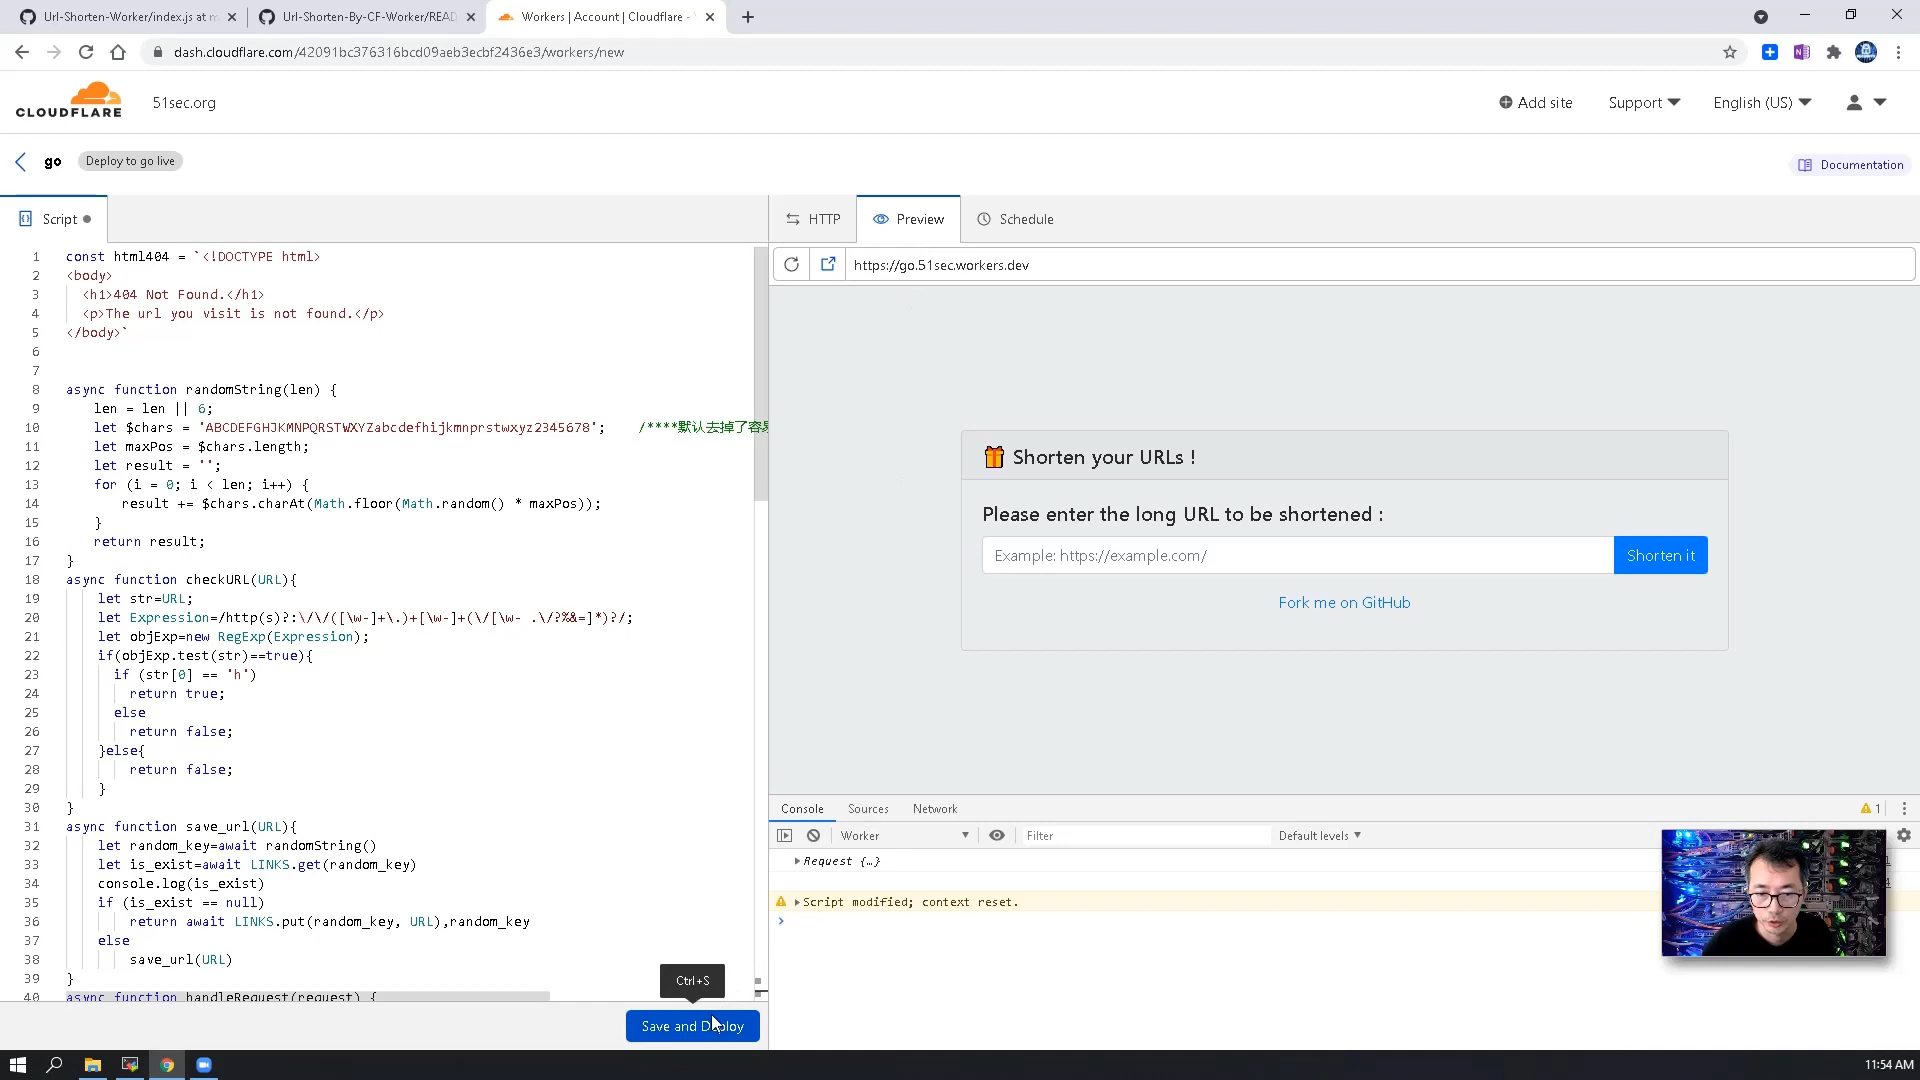 Url-Shorten-Worker/index.js at m
Url-Shorten-By-CF-Worker/READ
Workers | Account | Cloudflare -
dash.cloudflare.com/42091bc376316bcd09aeb3ecbf2436e3/workers/new
CLOUDFLARE
51sec.org
Add site
Support
English (US)
go
Deploy to go live
Documentation
Script
HTTP
Preview
Schedule
https://go.51sec.workers.dev
1 const html404 = `<!DOCTYPE html>
2 <body>
3 <h1>404 Not Found.</h1>
4 <p>The url you visit is not found.</p>
5 </body>`
6
7
8 async function randomString(len) {
9 len = len || 6;
10 let $chars = 'ABCDEFGHJKMNPQRSTWXYZabcdefhijkmnprstwxyz2345678'; /****默认去掉了容易
11 let maxPos = $chars.length;
12 let result = '';
13 for (i = 0; i < len; i++) {
14 result += $chars.charAt(Math.floor(Math.random() * maxPos));
15 }
16 return result;
17 }
18 async function checkURL(URL){
19 let str=URL;
20 let Expression=/http(s)?:\/\/([\w-]+\.)+[\w-]+(\/[\w- .\/?%&=]*)?/;
21 let objExp=new RegExp(Expression);
22 if(objExp.test(str)==true){
23 if (str[0] == 'h')
24 return true;
25 else
26 return false;
27 }else{
28 return false;
29 }
30 }
31 async function save_url(URL){
32 let random_key=await randomString()
33 let is_exist=await LINKS.get(random_key)
34 console.log(is_exist)
35 if (is_exist == null)
36 return await LINKS.put(random_key, URL),random_key
37 else
38 save_url(URL)
39 }
40 async function handleRequest(request) {
Ctrl+S
Save and Deploy
Shorten your URLs !
Please enter the long URL to be shortened :
Example: https://example.com/
Shorten it
Fork me on GitHub
Console
Sources
Network
1
Worker
Filter
Default levels
Request {…}
Script modified; context reset.
11:54 AM